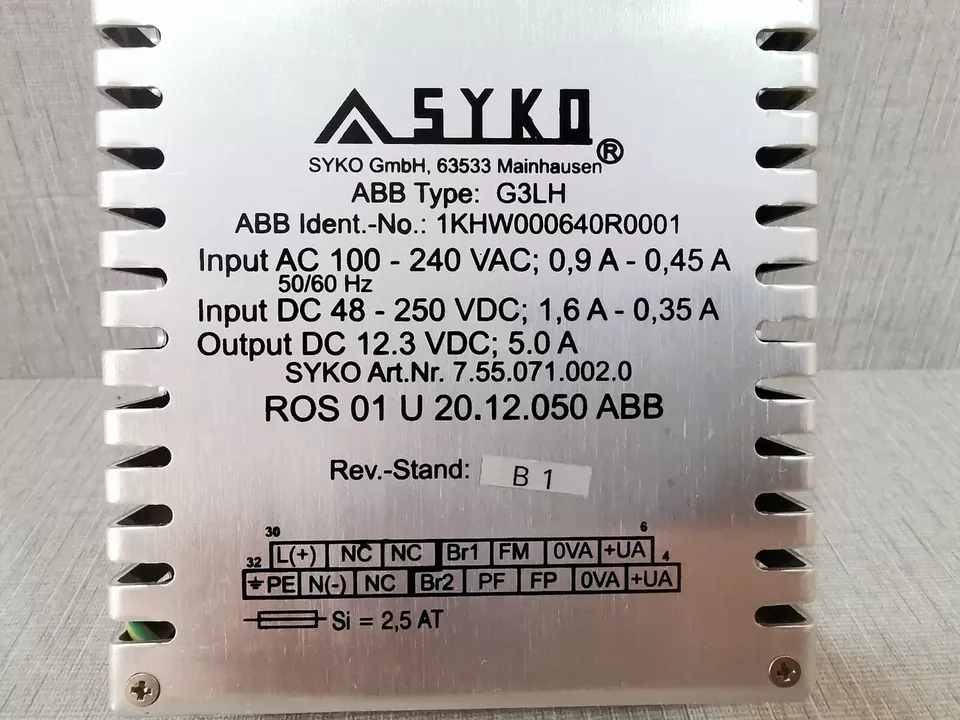 SYKO®
SYKO GmbH, 63533 Mainhausen
ABB Type: G3LH
ABB Ident.-No.: 1KHW000640R0001
Input AC 100 - 240 VAC; 0,9 A - 0,45 A
50/60 Hz
Input DC 48 - 250 VDC; 1,6 A - 0,35 A
Output DC 12.3 VDC; 5.0 A
SYKO Art.Nr. 7.55.071.002.0
ROS 01 U 20.12.050 ABB
Rev.-Stand: B 1
30 6
L(+) NC NC Br1 FM 0VA +UA
32 4
PE N(-) NC Br2 PF FP 0VA +UA
Si = 2,5 AT